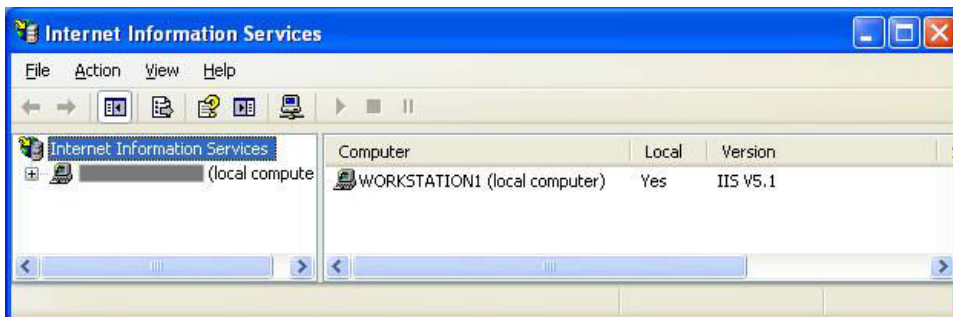 Internet Information Services
File Action View Help
Internet Information Services
(local compute
Computer Local Version
WORKSTATION1 (local computer) Yes IIS V5.1